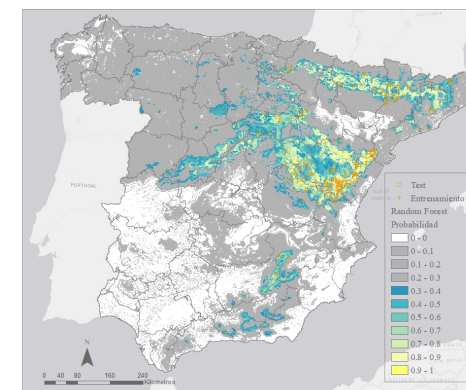 PORTUGAL
Test
Entrenamiento
Random Forest
Probabilidad
0 - 0
0 - 0.1
0.1 - 0.2
0.2 - 0.3
0.3 - 0.4
0.4 - 0.5
0.5 - 0.6
0.6 - 0.7
0.7 - 0.8
0.8 - 0.9
0.9 - 1
N
0 40 80 160 240 320
Kilometros